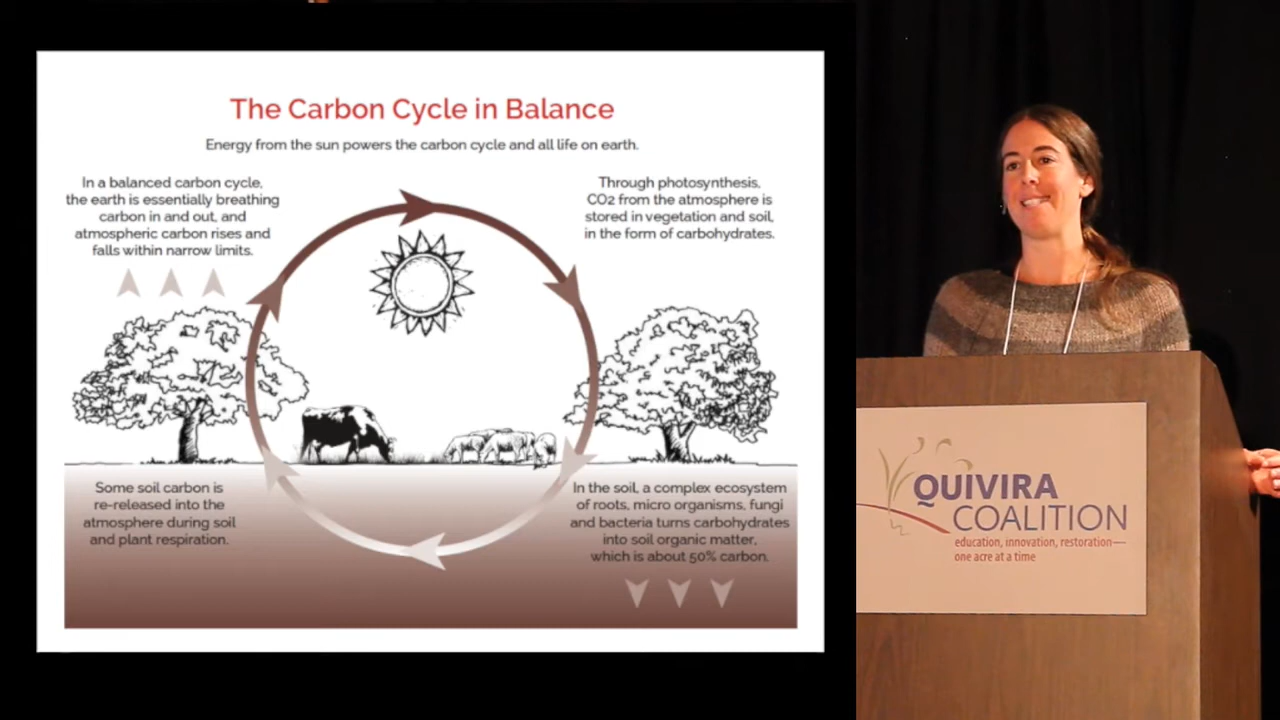 The Carbon Cycle in Balance
Energy from the sun powers the carbon cycle and all life on earth.
In a balanced carbon cycle,
the earth is essentially breathing
carbon in and out, and
atmospheric carbon rises and
falls within narrow limits.
Through photosynthesis,
CO2 from the atmosphere is
stored in vegetation and soil,
in the form of carbohydrates.
Some soil carbon is
re-released into the
atmosphere during soil
and plant respiration.
In the soil, a complex ecosystem
of roots, micro organisms, fungi
and bacteria turns carbohydrates
into soil organic matter,
which is about 50% carbon.
QUIVIRA
COALITION
education, innovation, restoration—
one acre at a time